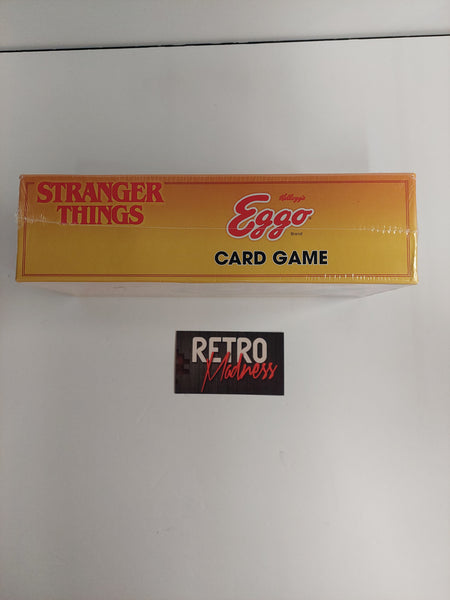 STRANGER
THINGS
Kellogg's
Eggo
brand
CARD GAME
RETRO
Madness